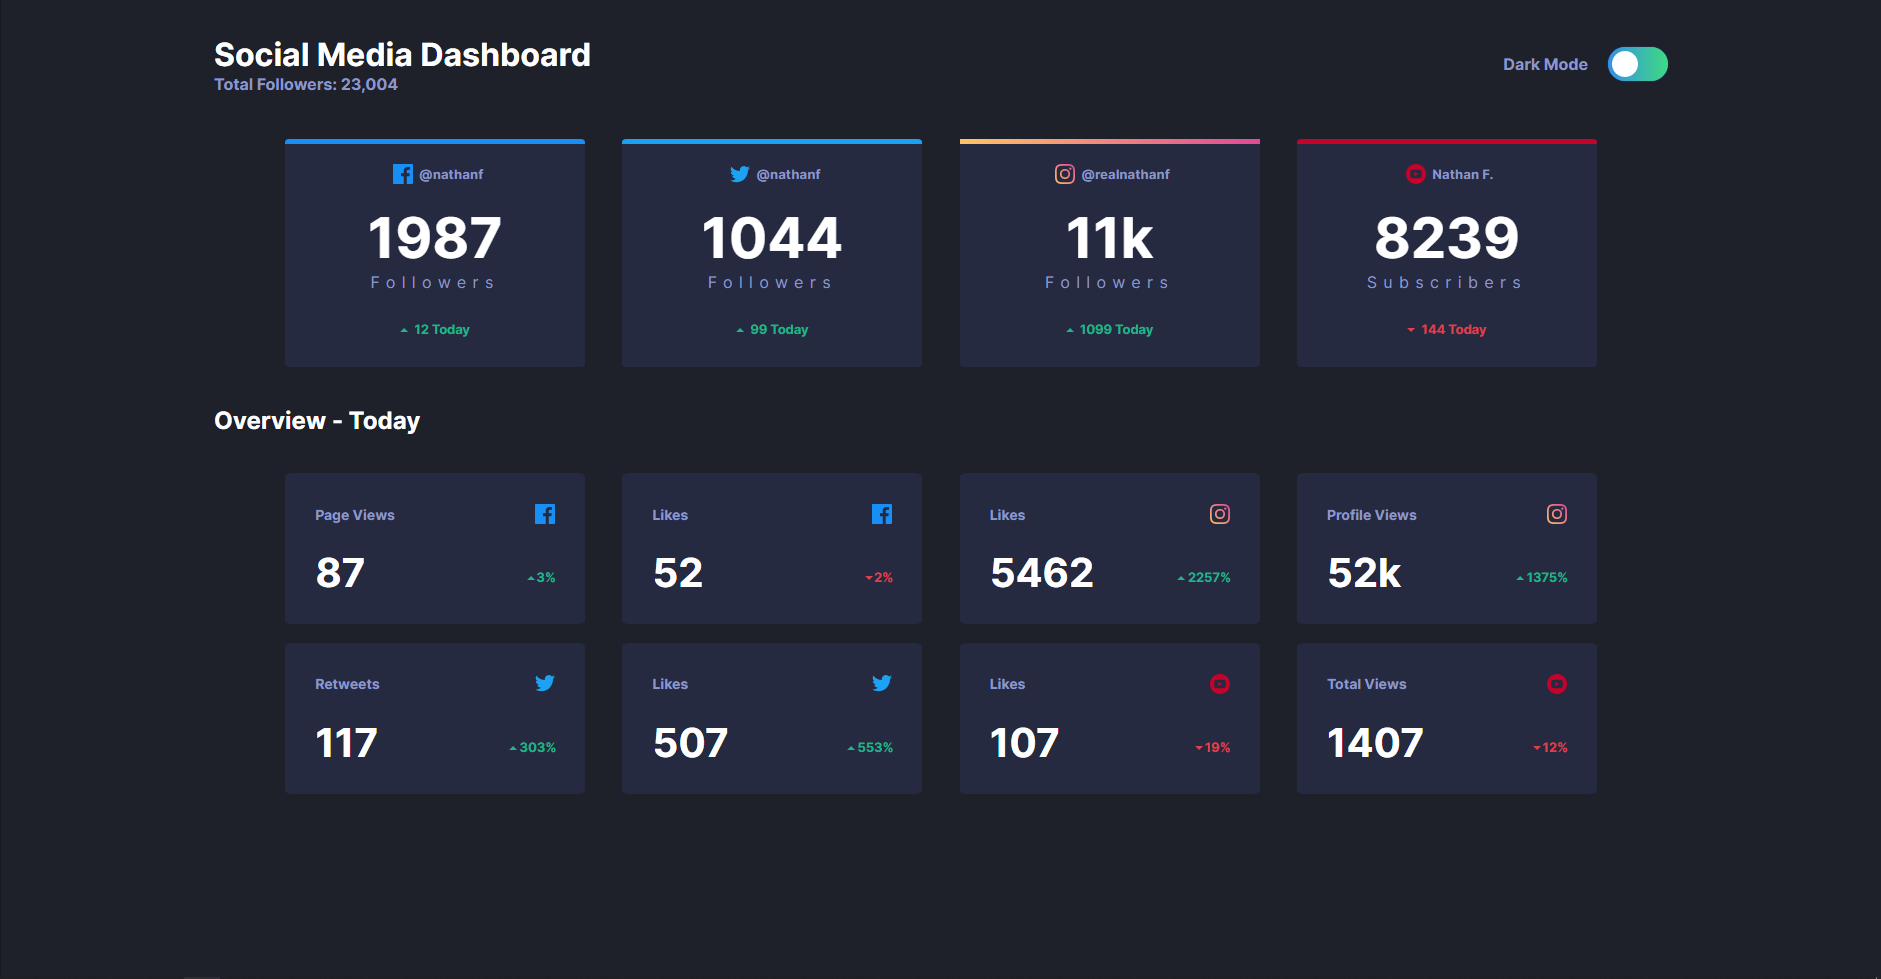 Social Media Dashboard
Total Followers: 23,004
Dark Mode
@nathanf
1987
Followers
12 Today
@nathanf
1044
Followers
99 Today
@realnathanf
11k
Followers
1099 Today
Nathan F.
8239
Subscribers
144 Today
Overview - Today
Page Views
87
3%
Likes
52
2%
Likes
5462
2257%
Profile Views
52k
1375%
Retweets
117
303%
Likes
507
553%
Likes
107
19%
Total Views
1407
12%